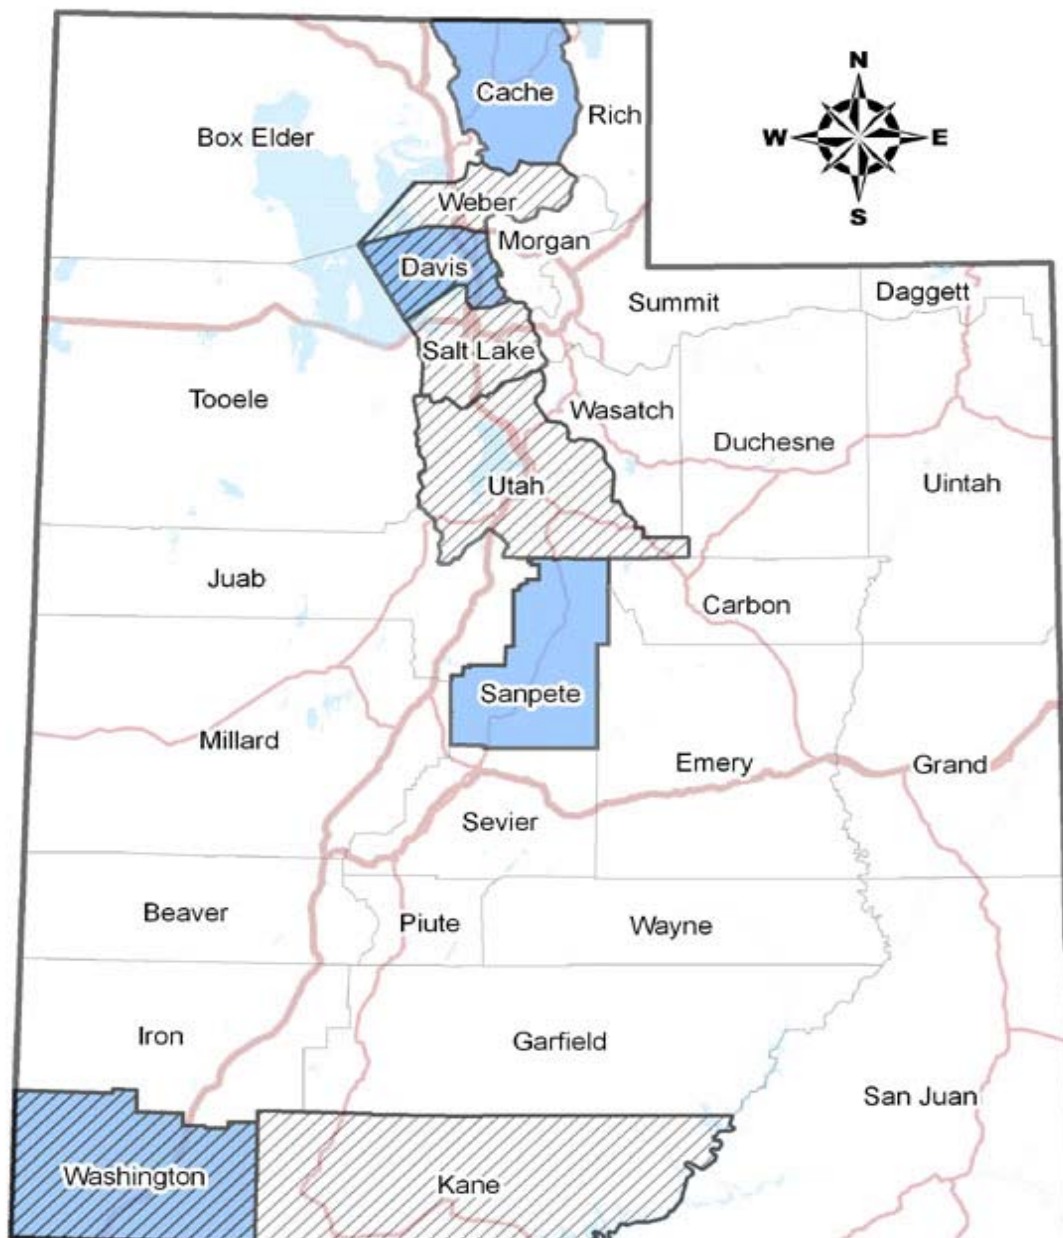 N
Cache
Rich
Box Elder
W
E
Weber
S
Morgan
Davis
Daggett
Summit
Salt Lake
Tooele
Wasatch
Duchesne
Uintah
Utah
Juab
Carbon
Sanpete
Millard
Emery
Grand
Sevier
Beaver
Piute
Wayne
Iron
Garfield
San Juan
Washington
Kane